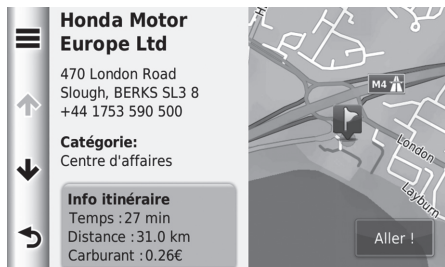 Honda Motor
Europe Ltd
470 London Road
Slough, BERKS SL3 8
+44 1753 590 500
Catégorie:
Centre d'affaires
Info itinéraire
Temps :27 min
Distance :31.0 km
Carburant :0.26€
H.
M4
London
Layburn
Aller !